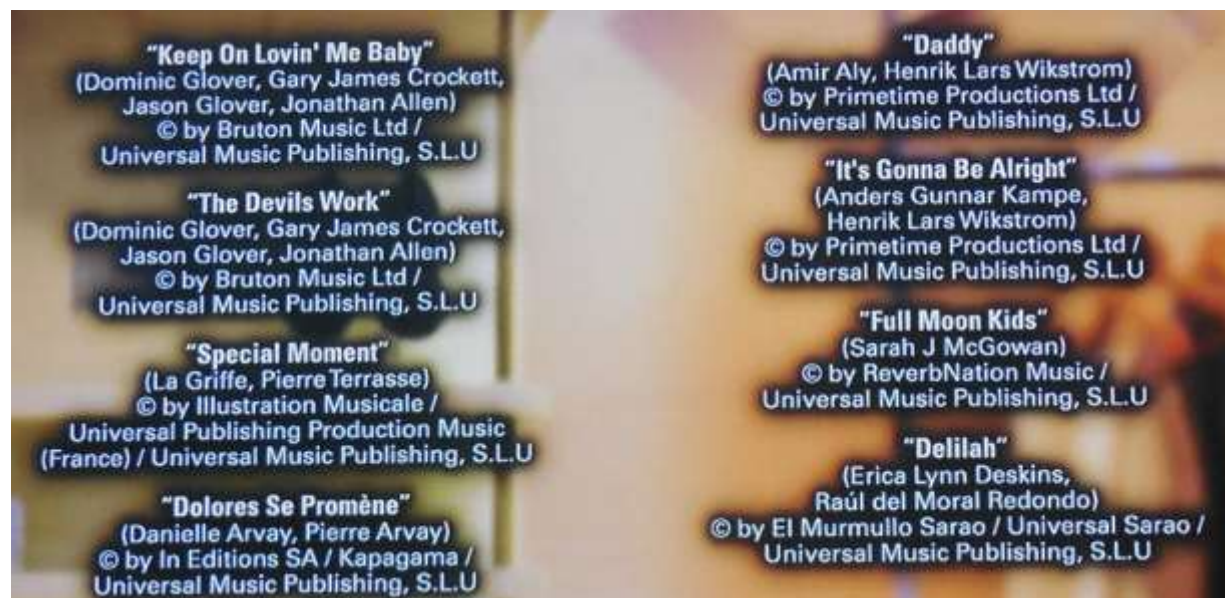 "Keep On Lovin' Me Baby"
(Dominic Glover, Gary James Crockett,
Jason Glover, Jonathan Allen)
© by Bruton Music Ltd /
Universal Music Publishing, S.L.U
"The Devils Work"
(Dominic Glover, Gary James Crockett,
Jason Glover, Jonathan Allen)
© by Bruton Music Ltd /
Universal Music Publishing, S.L.U
"Special Moment"
(La Griffe, Pierre Terrasse)
© by Illustration Musicale /
Universal Publishing Production Music
(France) / Universal Music Publishing, S.L.U
"Dolores Se Promène"
(Danielle Arvay, Pierre Arvay)
© by In Editions SA / Kapagama /
Universal Music Publishing, S.L.U
"Daddy"
(Amir Aly, Henrik Lars Wikstrom)
© by Primetime Productions Ltd /
Universal Music Publishing, S.L.U
"It's Gonna Be Alright"
(Anders Gunnar Kampe,
Henrik Lars Wikstrom)
© by Primetime Productions Ltd /
Universal Music Publishing, S.L.U
"Full Moon Kids"
(Sarah J McGowan)
© by ReverbNation Music /
Universal Music Publishing, S.L.U
"Delilah"
(Erica Lynn Deskins,
Raúl del Moral Redondo)
© by El Murmullo Sarao / Universal Sarao /
Universal Music Publishing, S.L.U